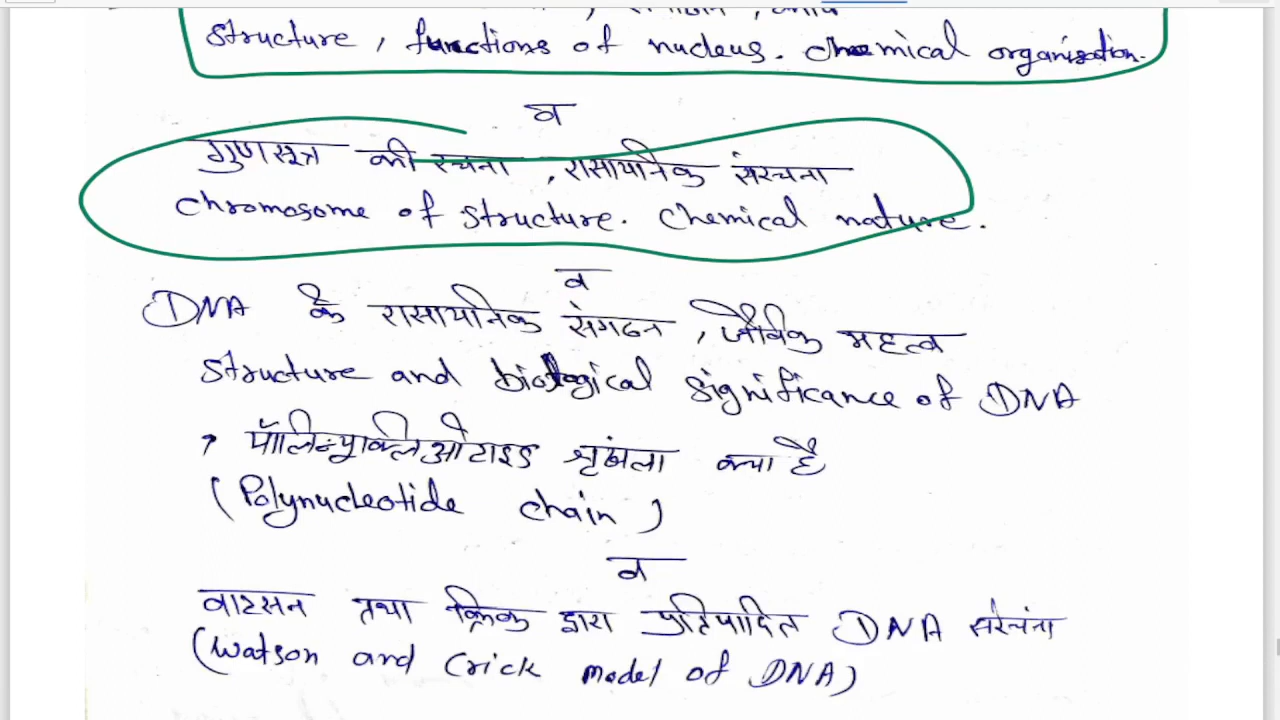 structure, functions of nucleus. Chemical organisation.
व
गुणसूत्र की रचना, रासायनिक संरचना
chromosome of structure. chemical nature.
व
DNA के रासायनिक संगठन, जैविक महत्व
structure and biological significance of DNA
, पॉलिन्यूक्लिओटाइड श्रृंखला क्या है
(Polynucleotide chain)
व
वाटसन तथा क्रिक द्वारा प्रतिपादित DNA संरचना
(Watson and Crick model of DNA)